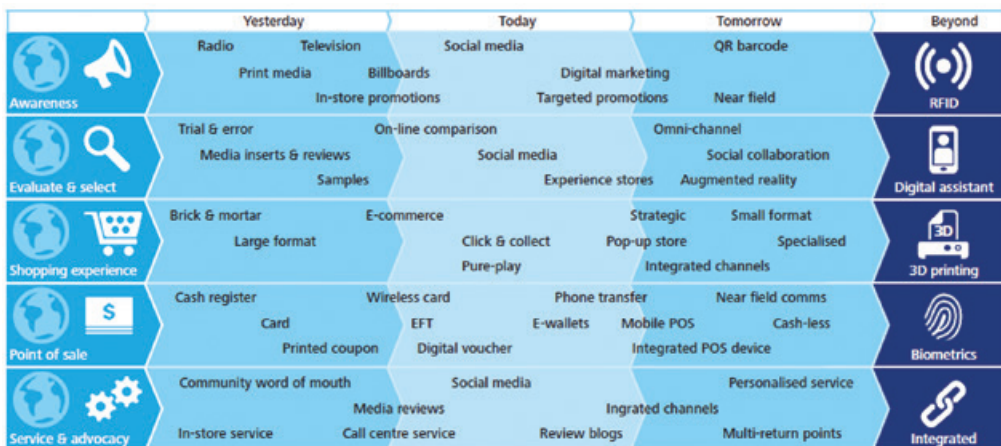 Yesterday Today Tomorrow Beyond
Radio Television Social media QR barcode
Print media Billboards Digital marketing
In-store promotions Targeted promotions Near field
Awareness RFID
Trial & error On-line comparison Omni-channel
Media inserts & reviews Social media Social collaboration
Samples Experience stores Augmented reality
Evaluate & select Digital assistant
Brick & mortar E-commerce Strategic Small format
3D
Large format Click & collect Pop-up store Specialised
Pure-play Integrated channels
Shopping experience 3D printing
Cash register Wireless card Phone transfer Near field comms
$
Card EFT E-wallets Mobile POS Cash-less
Printed coupon Digital voucher Integrated POS device
Point of sale Biometrics
Community word of mouth Social media Personalised service
Media reviews Ingrated channels
In-store service Call centre service Review blogs Multi-return points
Service & advocacy Integrated